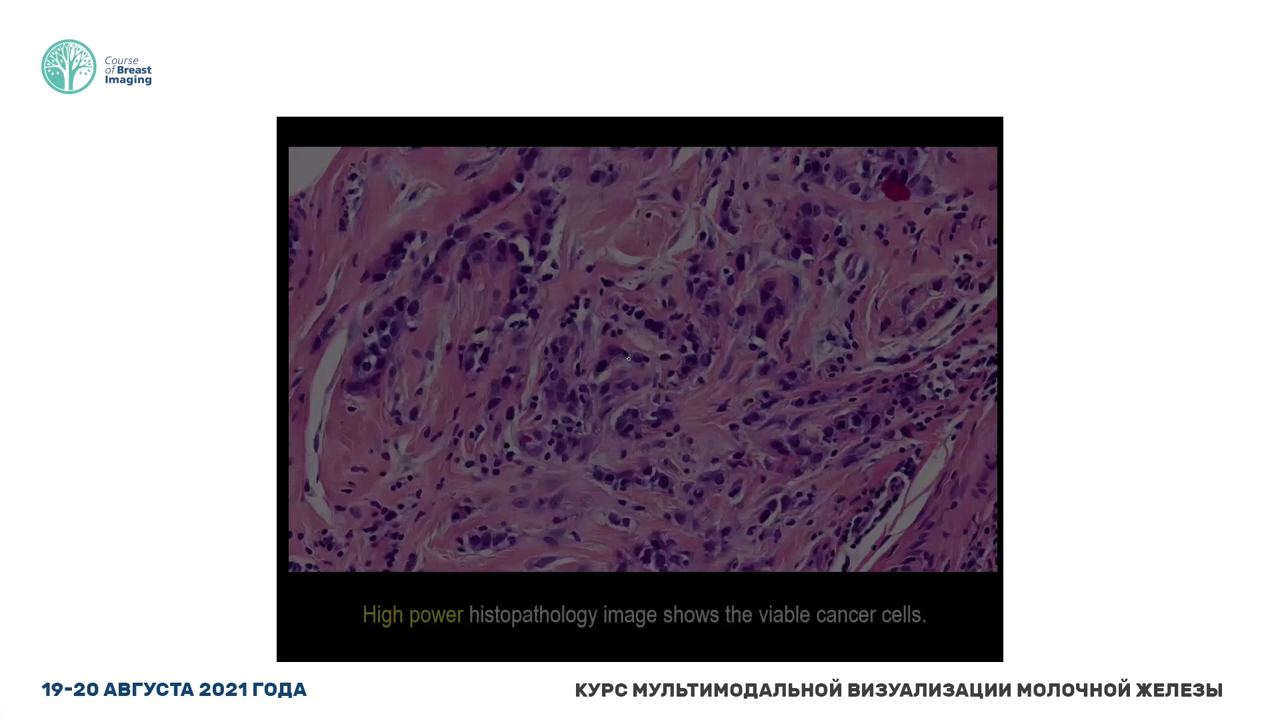 Course
of Breast
Imaging
High power histopathology image shows the viable cancer cells.
19-20 АВГУСТА 2021 ГОДА
КУРС МУЛЬТИМОДАЛЬНОЙ ВИЗУАЛИЗАЦИИ МОЛОЧНОЙ ЖЕЛЕЗЫ